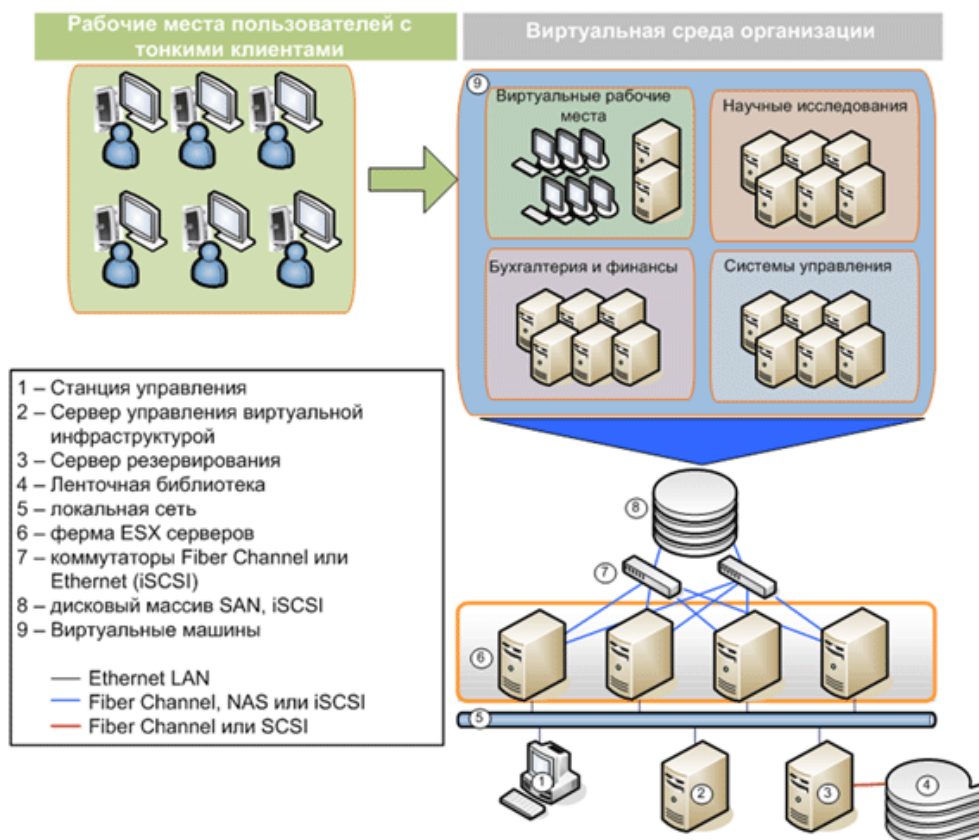 Рабочие места пользователей с
тонкими клиентами
Виртуальная среда организации
9
Виртуальные рабочие
места
Научные исследования
Бухгалтерия и финансы
Системы управления
1 – Станция управления
2 – Сервер управления виртуальной
инфраструктурой
3 – Сервер резервирования
4 – Ленточная библиотека
5 – локальная сеть
6 – ферма ESX серверов
7 – коммутаторы Fiber Channel или
Ethernet (iSCSI)
8 – дисковый массив SAN, iSCSI
9 – Виртуальные машины
Ethernet LAN
Fiber Channel, NAS или iSCSI
Fiber Channel или SCSI
8
7
6
5
1
2
3
4